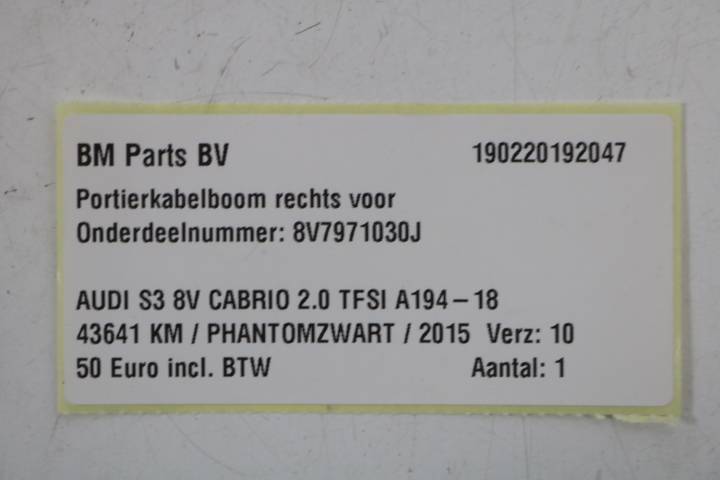 BM Parts BV 190220192047
Portierkabelboom rechts voor
Onderdeelnummer: 8V7971030J
AUDI S3 8V CABRIO 2.0 TFSI A194-18
43641 KM / PHANTOMZWART / 2015 Verz: 10
50 Euro incl. BTW Aantal: 1